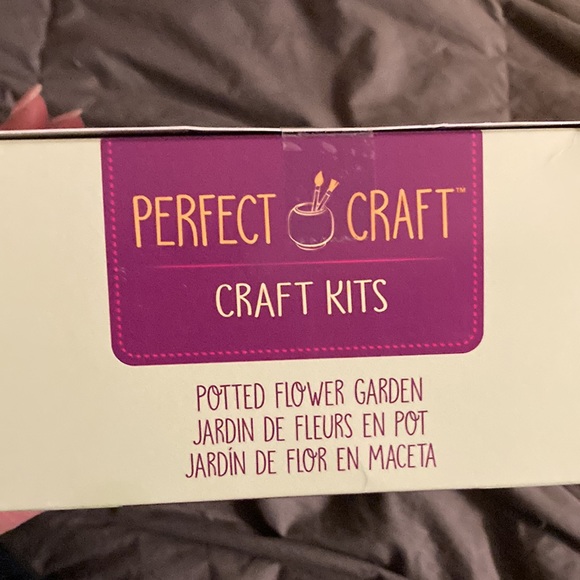 PERFECT CRAFT™
CRAFT KITS
POTTED FLOWER GARDEN
JARDIN DE FLEURS EN POT
JARDÍN DE FLOR EN MACETA